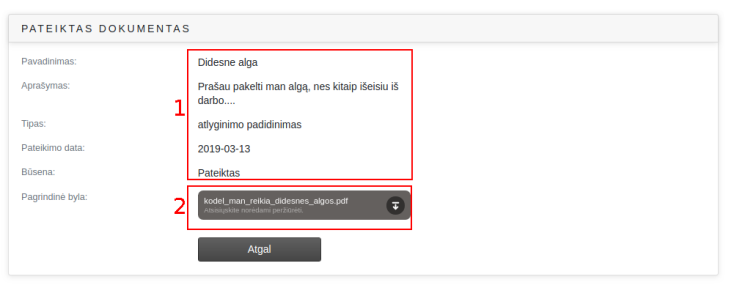 PATEIKTAS DOKUMENTAS
Pavadinimas:
Didesne alga
Aprašymas:
Prašau pakelti man algą, nes kitaip išeisiu iš
darbo....
1
Tipas:
atlyginimo padidinimas
Pateikimo data:
2019-03-13
Būsena:
Pateiktas
Pagrindinė byla:
2
kodel_man_reikia_didesnes_algos.pdf
Atsisiųskite norėdami peržiūrėti.
Atgal